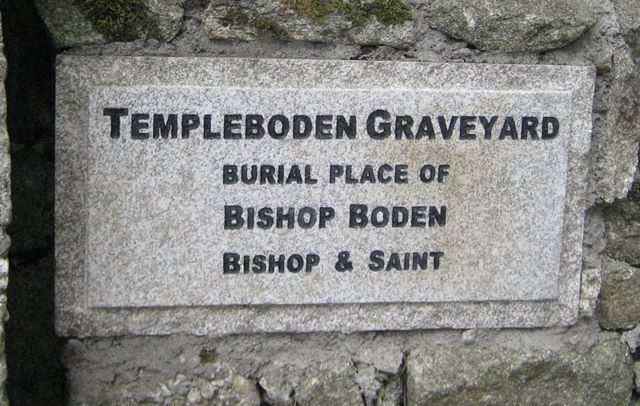 TEMPLEBODEN GRAVEYARD
BURIAL PLACE OF
BISHOP BODEN
BISHOP & SAINT